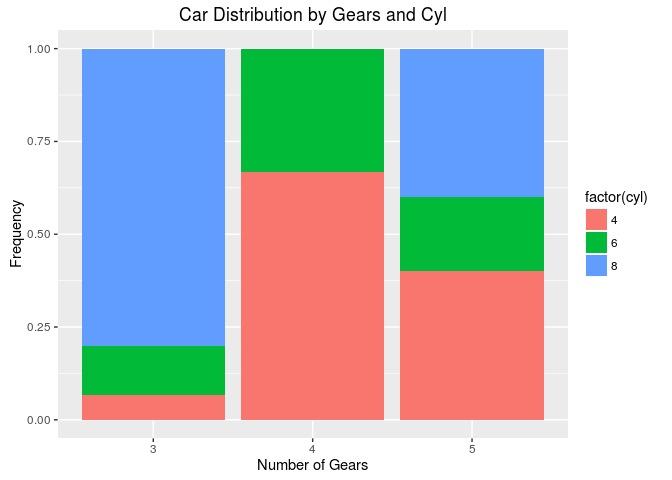 Car Distribution by Gears and Cyl
1.00
0.75
0.50
0.25
0.00
Frequency
3 4 5
Number of Gears
factor(cyl)
4
6
8